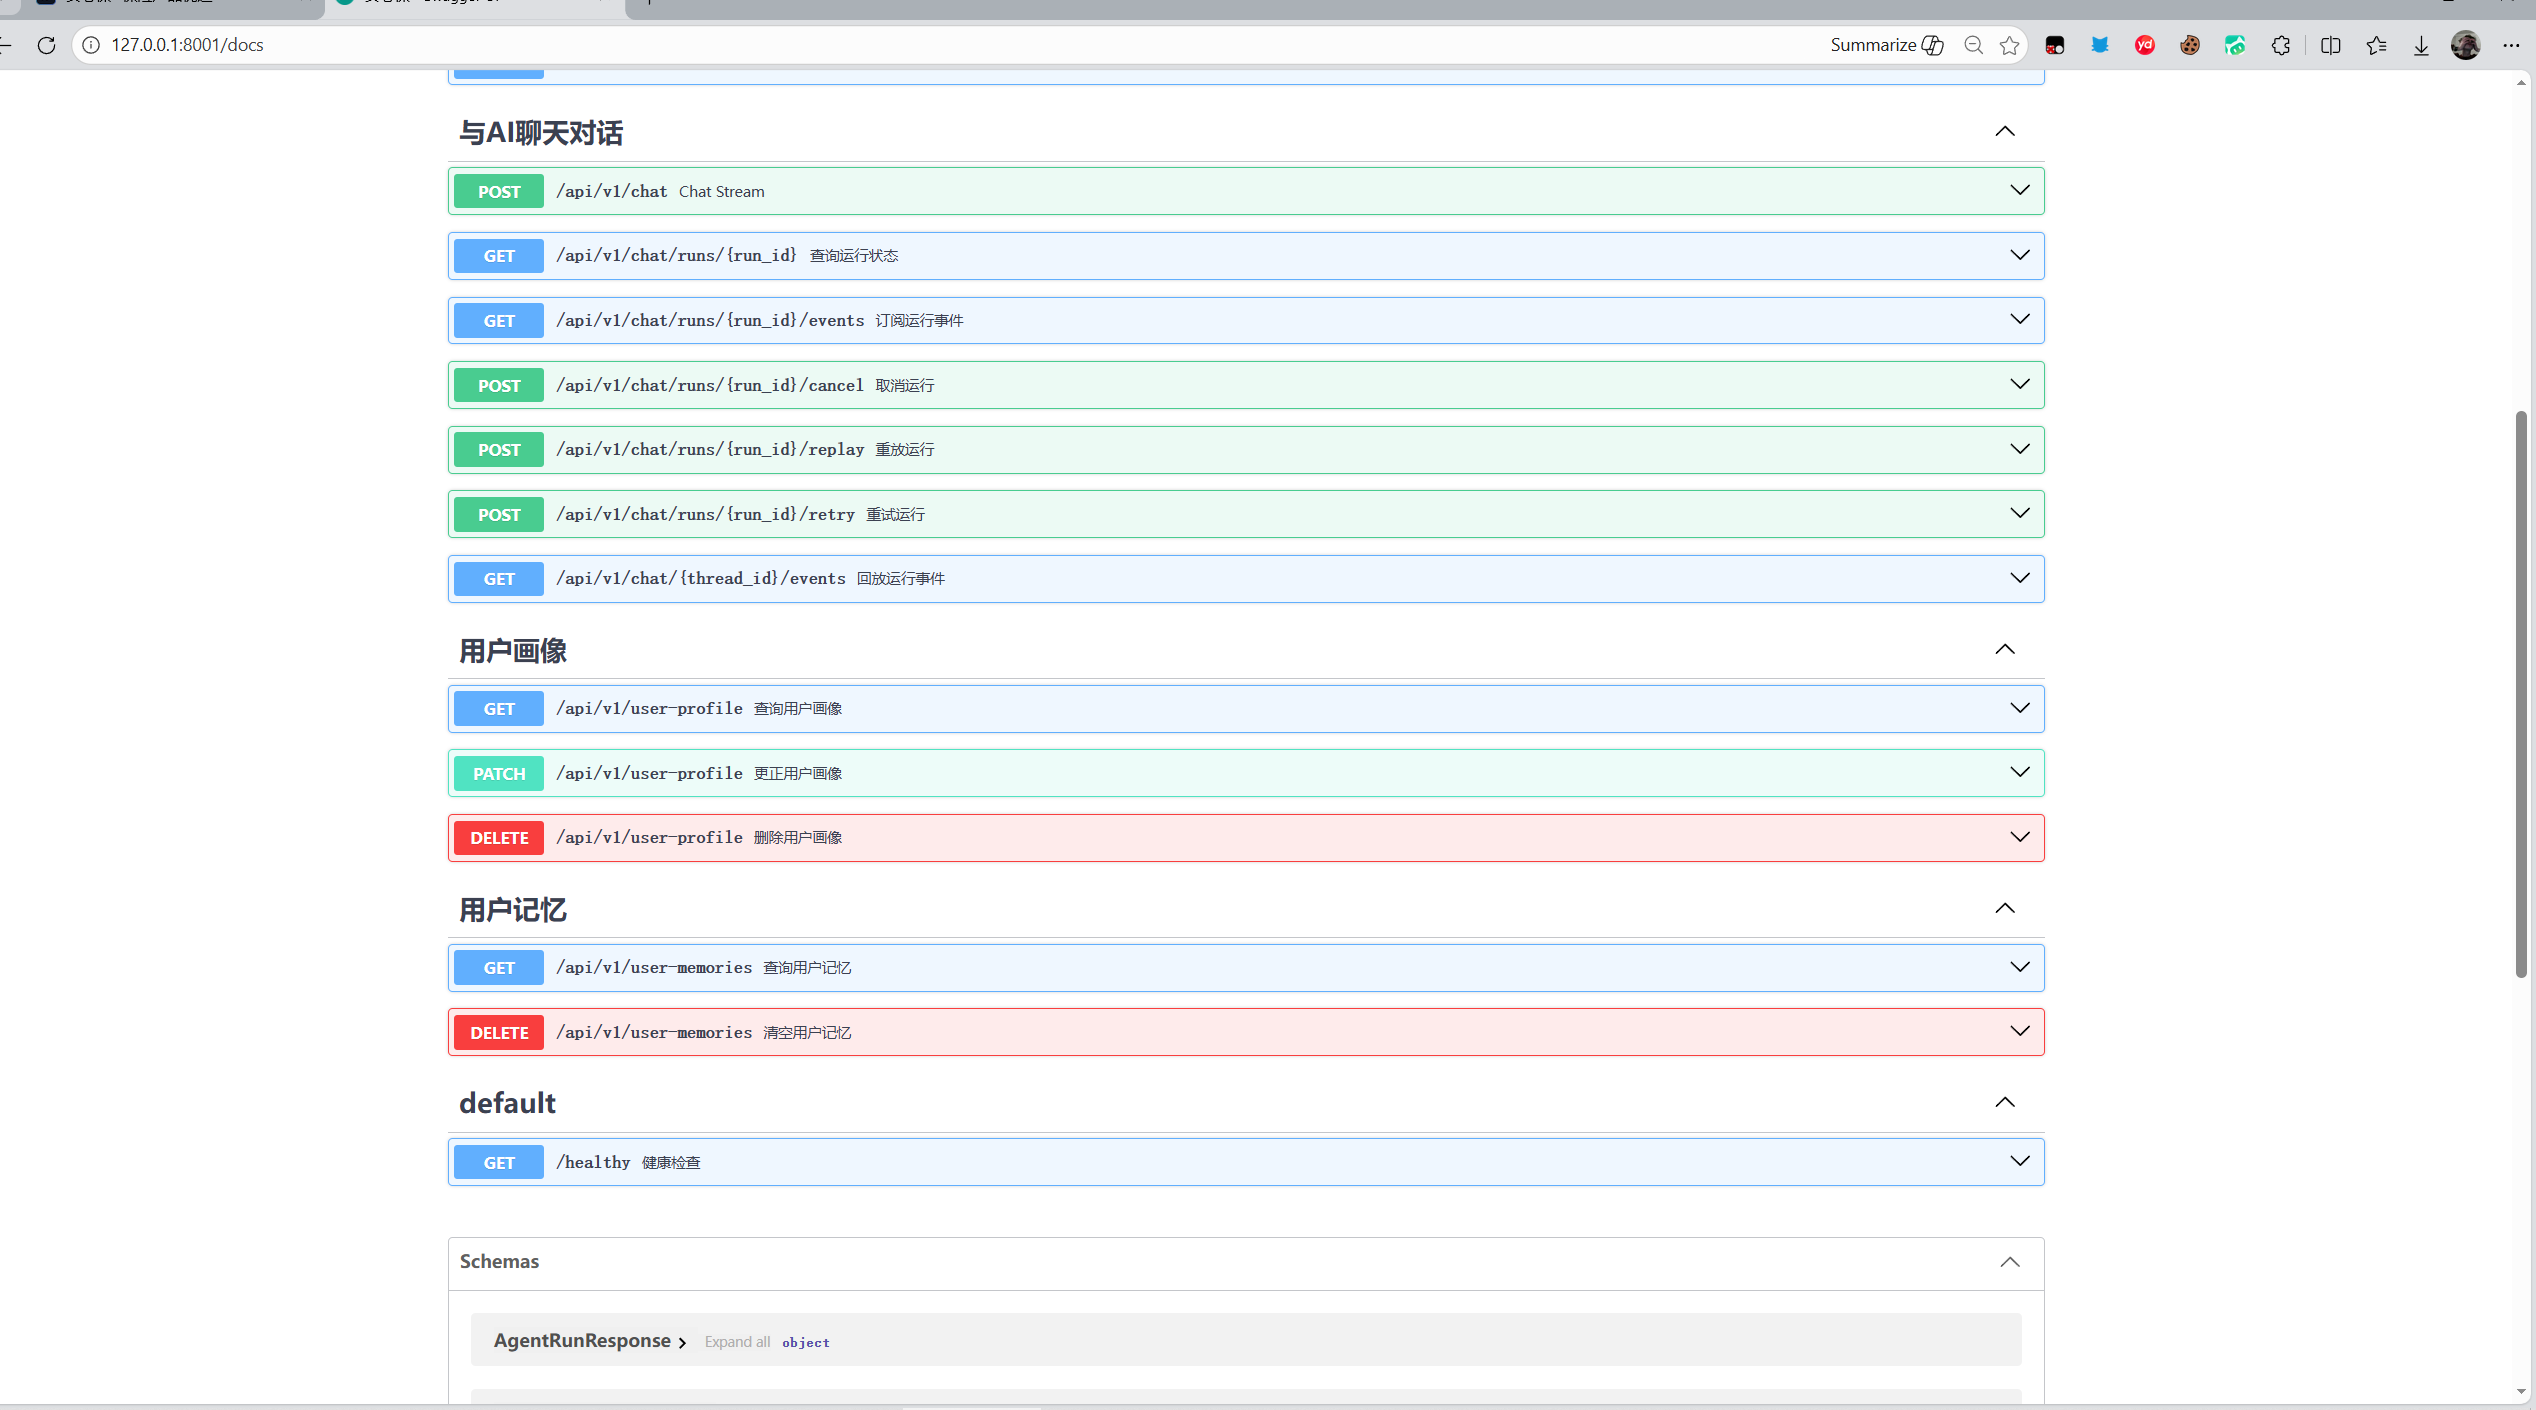 127.0.0.1:8001/docs
Summarize
与AI聊天对话
POST /api/v1/chat Chat Stream
GET /api/v1/chat/runs/{run_id} 查询运行状态
GET /api/v1/chat/runs/{run_id}/events 订阅运行事件
POST /api/v1/chat/runs/{run_id}/cancel 取消运行
POST /api/v1/chat/runs/{run_id}/replay 重放运行
POST /api/v1/chat/runs/{run_id}/retry 重试运行
GET /api/v1/chat/{thread_id}/events 回放运行事件
用户画像
GET /api/v1/user-profile 查询用户画像
PATCH /api/v1/user-profile 更正用户画像
DELETE /api/v1/user-profile 删除用户画像
用户记忆
GET /api/v1/user-memories 查询用户记忆
DELETE /api/v1/user-memories 清空用户记忆
default
GET /healthy 健康检查
Schemas
AgentRunResponse Expand all object